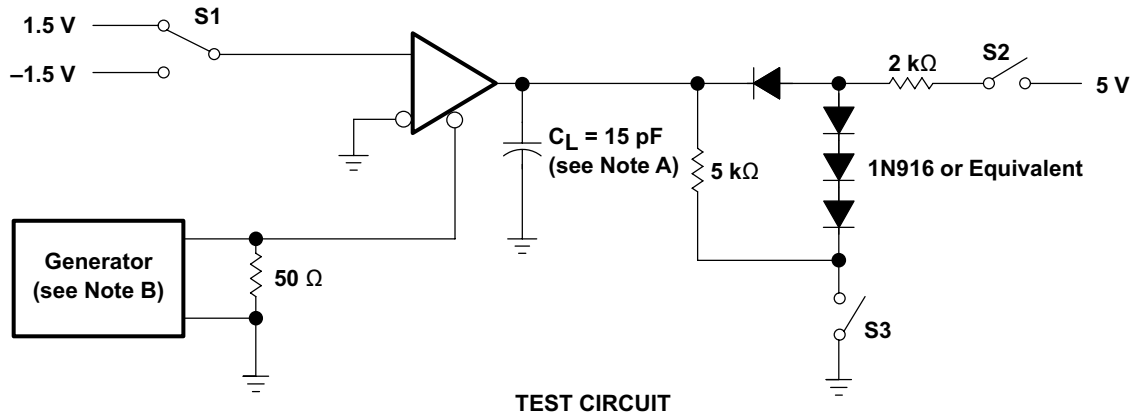 1.5 V
S1
–1.5 V
2 kΩ
S2
5 V
CL = 15 pF
(see Note A)
5 kΩ
1N916 or Equivalent
Generator
(see Note B)
50 Ω
S3
TEST CIRCUIT